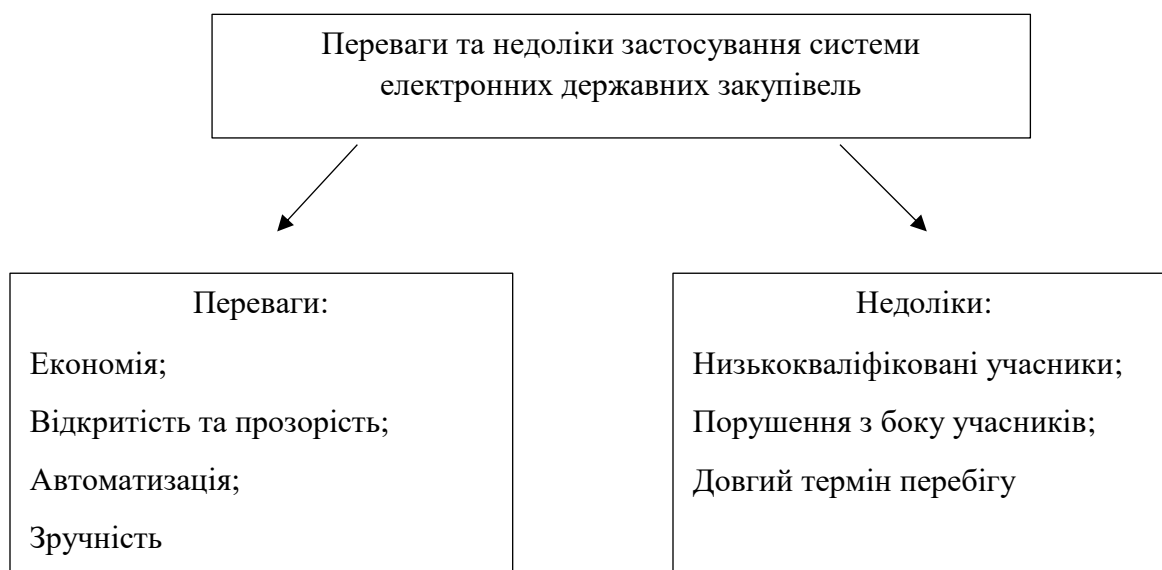 Переваги та недоліки застосування системи
електронних державних закупівель
Переваги:
Економія;
Відкритість та прозорість;
Автоматизація;
Зручність
Недоліки:
Низькокваліфіковані учасники;
Порушення з боку учасників;
Довгий термін перебігу